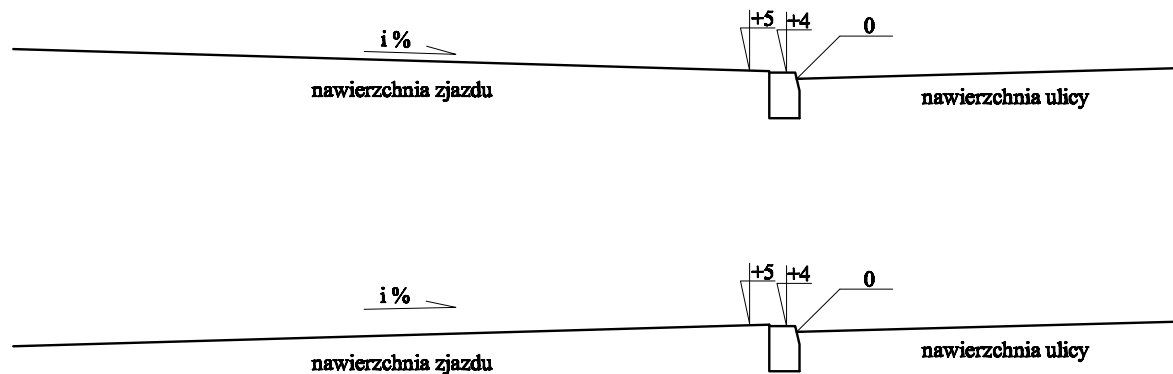 +5 +4 0
i %
nawierzchnia zjazdu
nawierzchnia ulicy
+5 +4 0
i %
nawierzchnia zjazdu
nawierzchnia ulicy